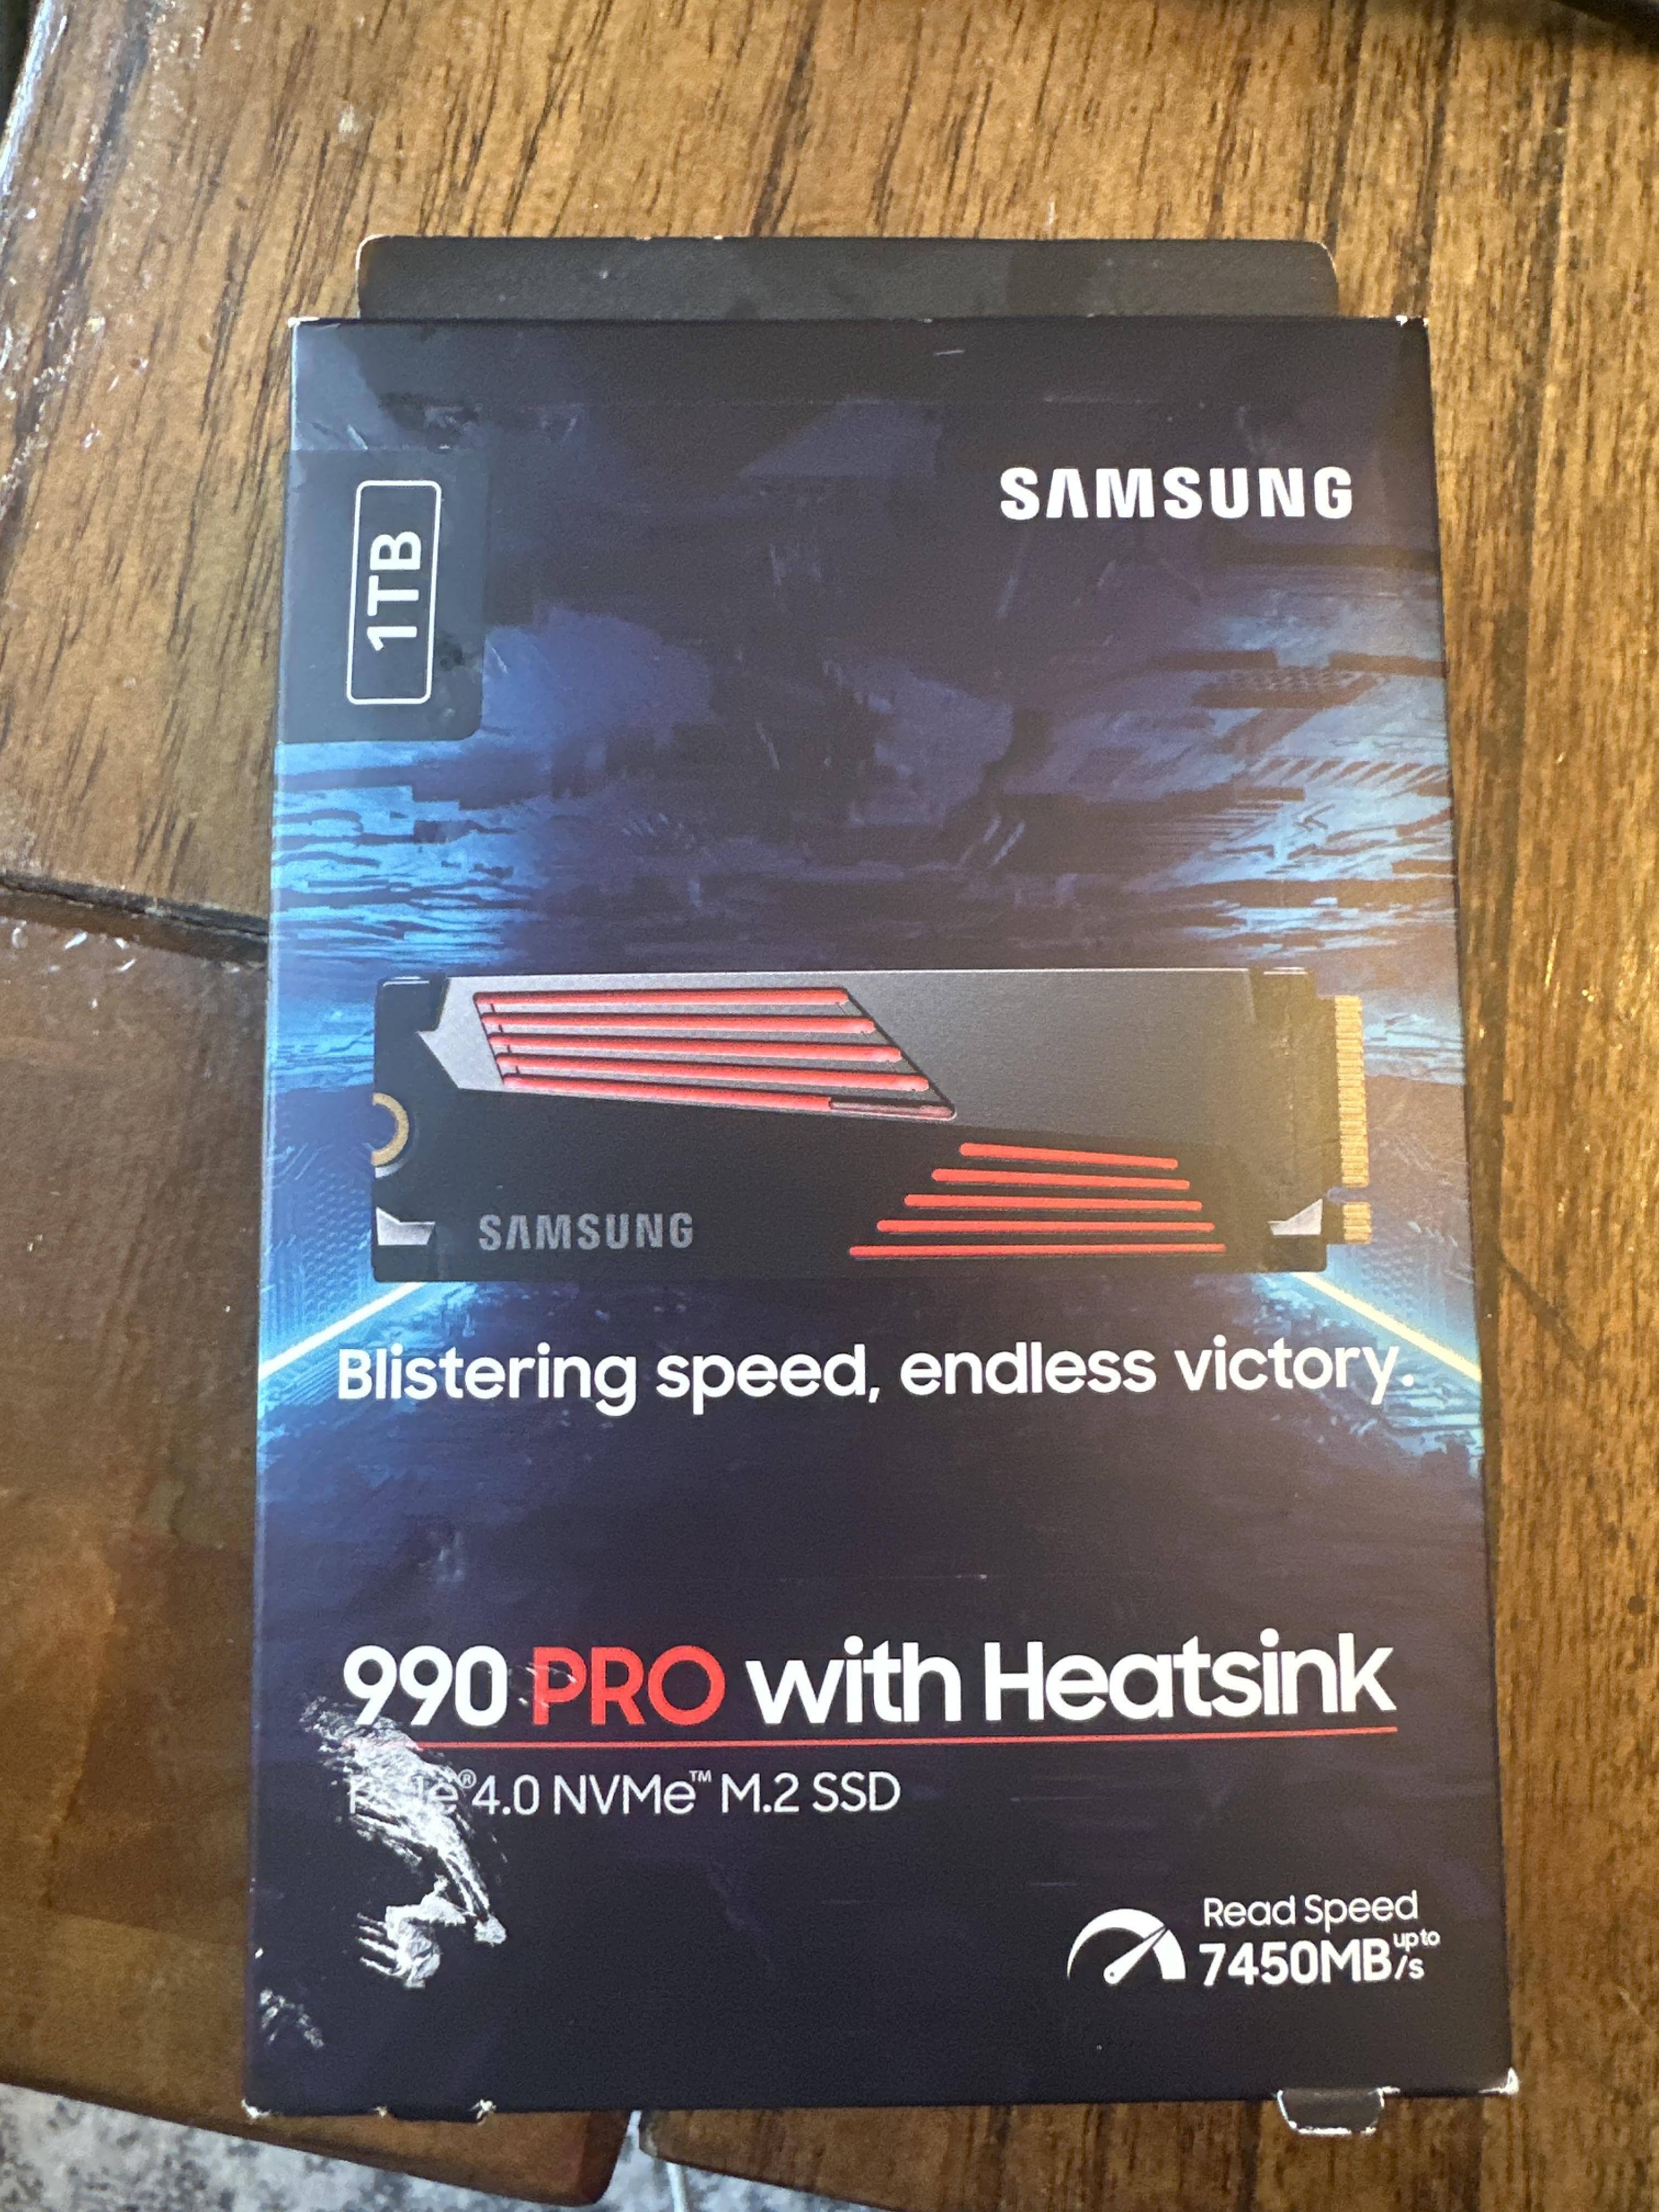 SAMSUNG
1TB
SAMSUNG
Blistering speed, endless victory.
990 PRO with Heatsink
4.0 NVMe™ M.2 SSD
Read Speed
up to
7450MB/s